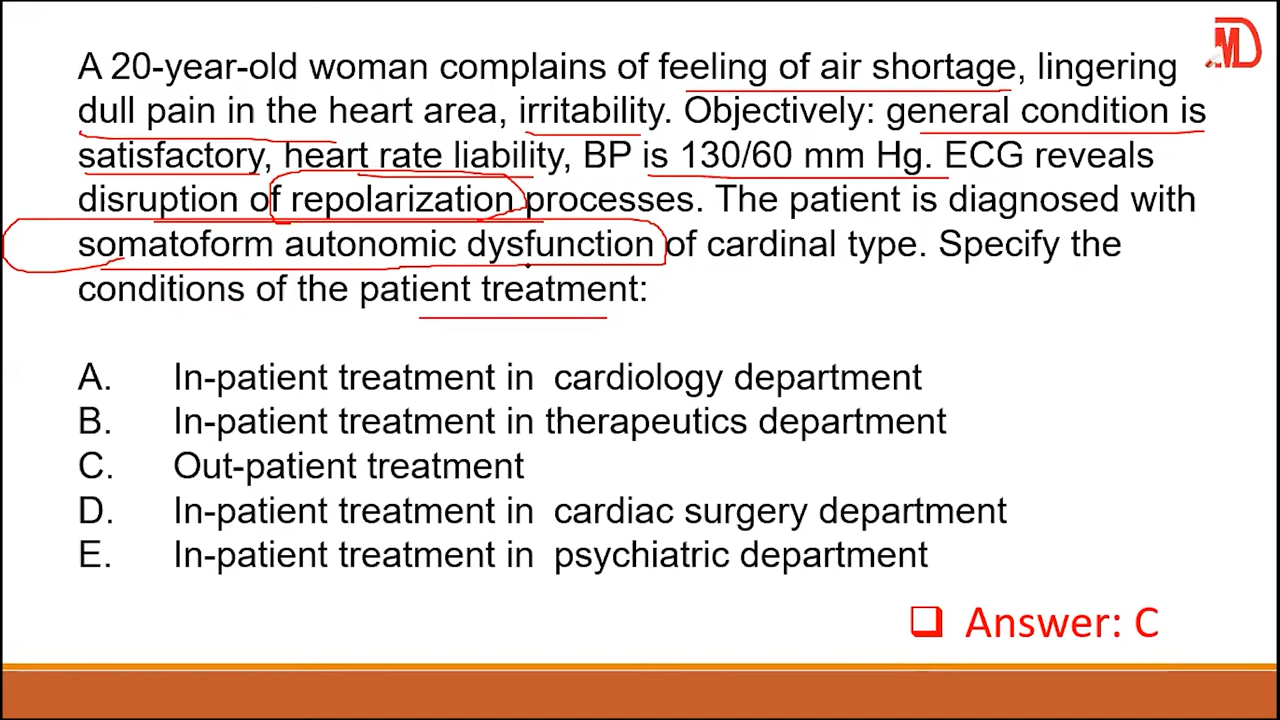 MD
A 20-year-old woman complains of feeling of air shortage, lingering
dull pain in the heart area, irritability. Objectively: general condition is
satisfactory, heart rate liability, BP is 130/60 mm Hg. ECG reveals
disruption of repolarization processes. The patient is diagnosed with
somatoform autonomic dysfunction of cardinal type. Specify the
conditions of the patient treatment:
A. In-patient treatment in cardiology department
B. In-patient treatment in therapeutics department
C. Out-patient treatment
D. In-patient treatment in cardiac surgery department
E. In-patient treatment in psychiatric department
❑ Answer: C